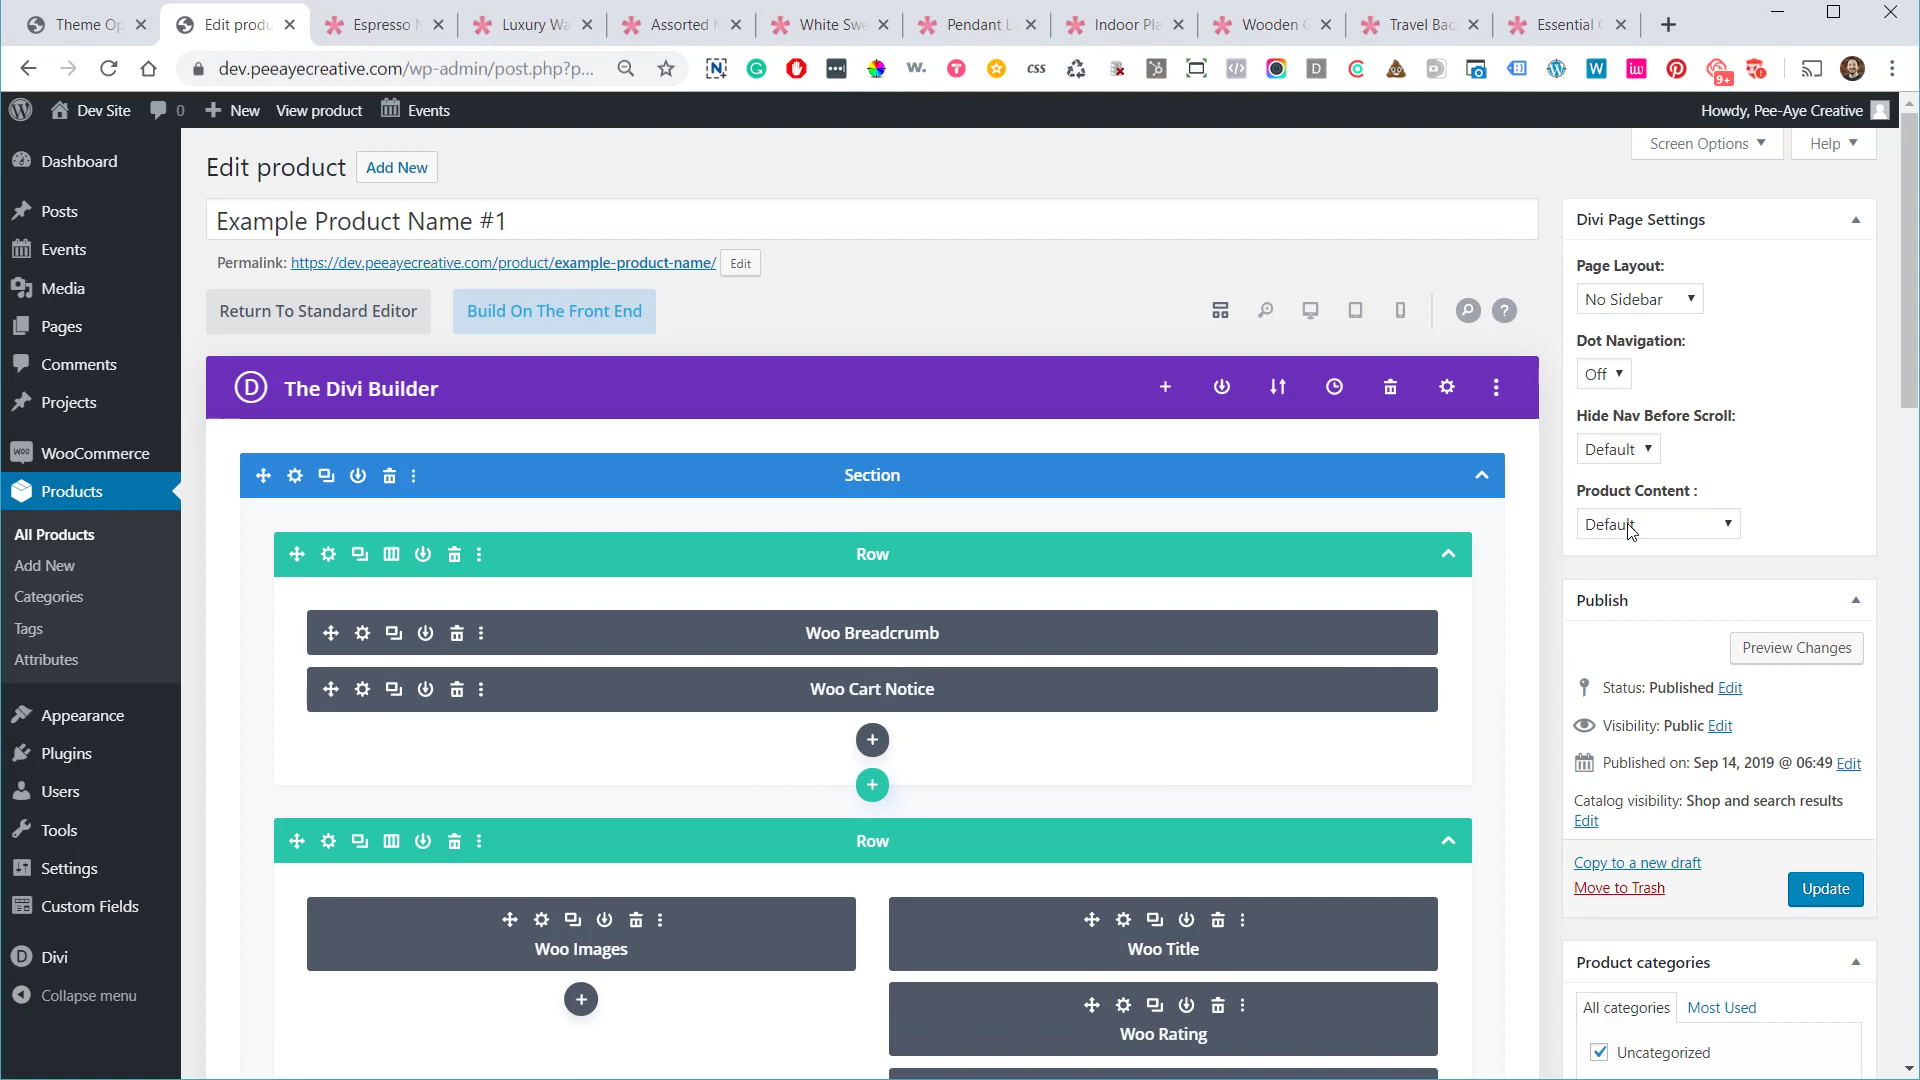 Theme Op
Edit produ
Espresso
Luxury Wa
Assorted
White Swe
Pendant L
Indoor Pla
Wooden
Travel Bac
Essential
dev.peeayecreative.com/wp-admin/post.php?p...
css
9+
Dev Site
0
New
View product
Events
Howdy, Pee-Aye Creative
Screen Options
Help
Dashboard
Posts
Events
Media
Pages
Comments
Projects
WooCommerce
Products
All Products
Add New
Categories
Tags
Attributes
Appearance
Plugins
Users
Tools
Settings
Custom Fields
Divi
Collapse menu
Edit product
Add New
Example Product Name #1
Permalink: https://dev.peeayecreative.com/product/example-product-name/ Edit
Return To Standard Editor
Build On The Front End
The Divi Builder
Section
Row
Woo Breadcrumb
Woo Cart Notice
Row
Woo Images
Woo Title
Woo Rating
Divi Page Settings
Page Layout:
No Sidebar
Dot Navigation:
Off
Hide Nav Before Scroll:
Default
Product Content :
Default
Publish
Preview Changes
Status: Published Edit
Visibility: Public Edit
Published on: Sep 14, 2019 @ 06:49 Edit
Catalog visibility: Shop and search results
Edit
Copy to a new draft
Move to Trash
Update
Product categories
All categories
Most Used
Uncategorized